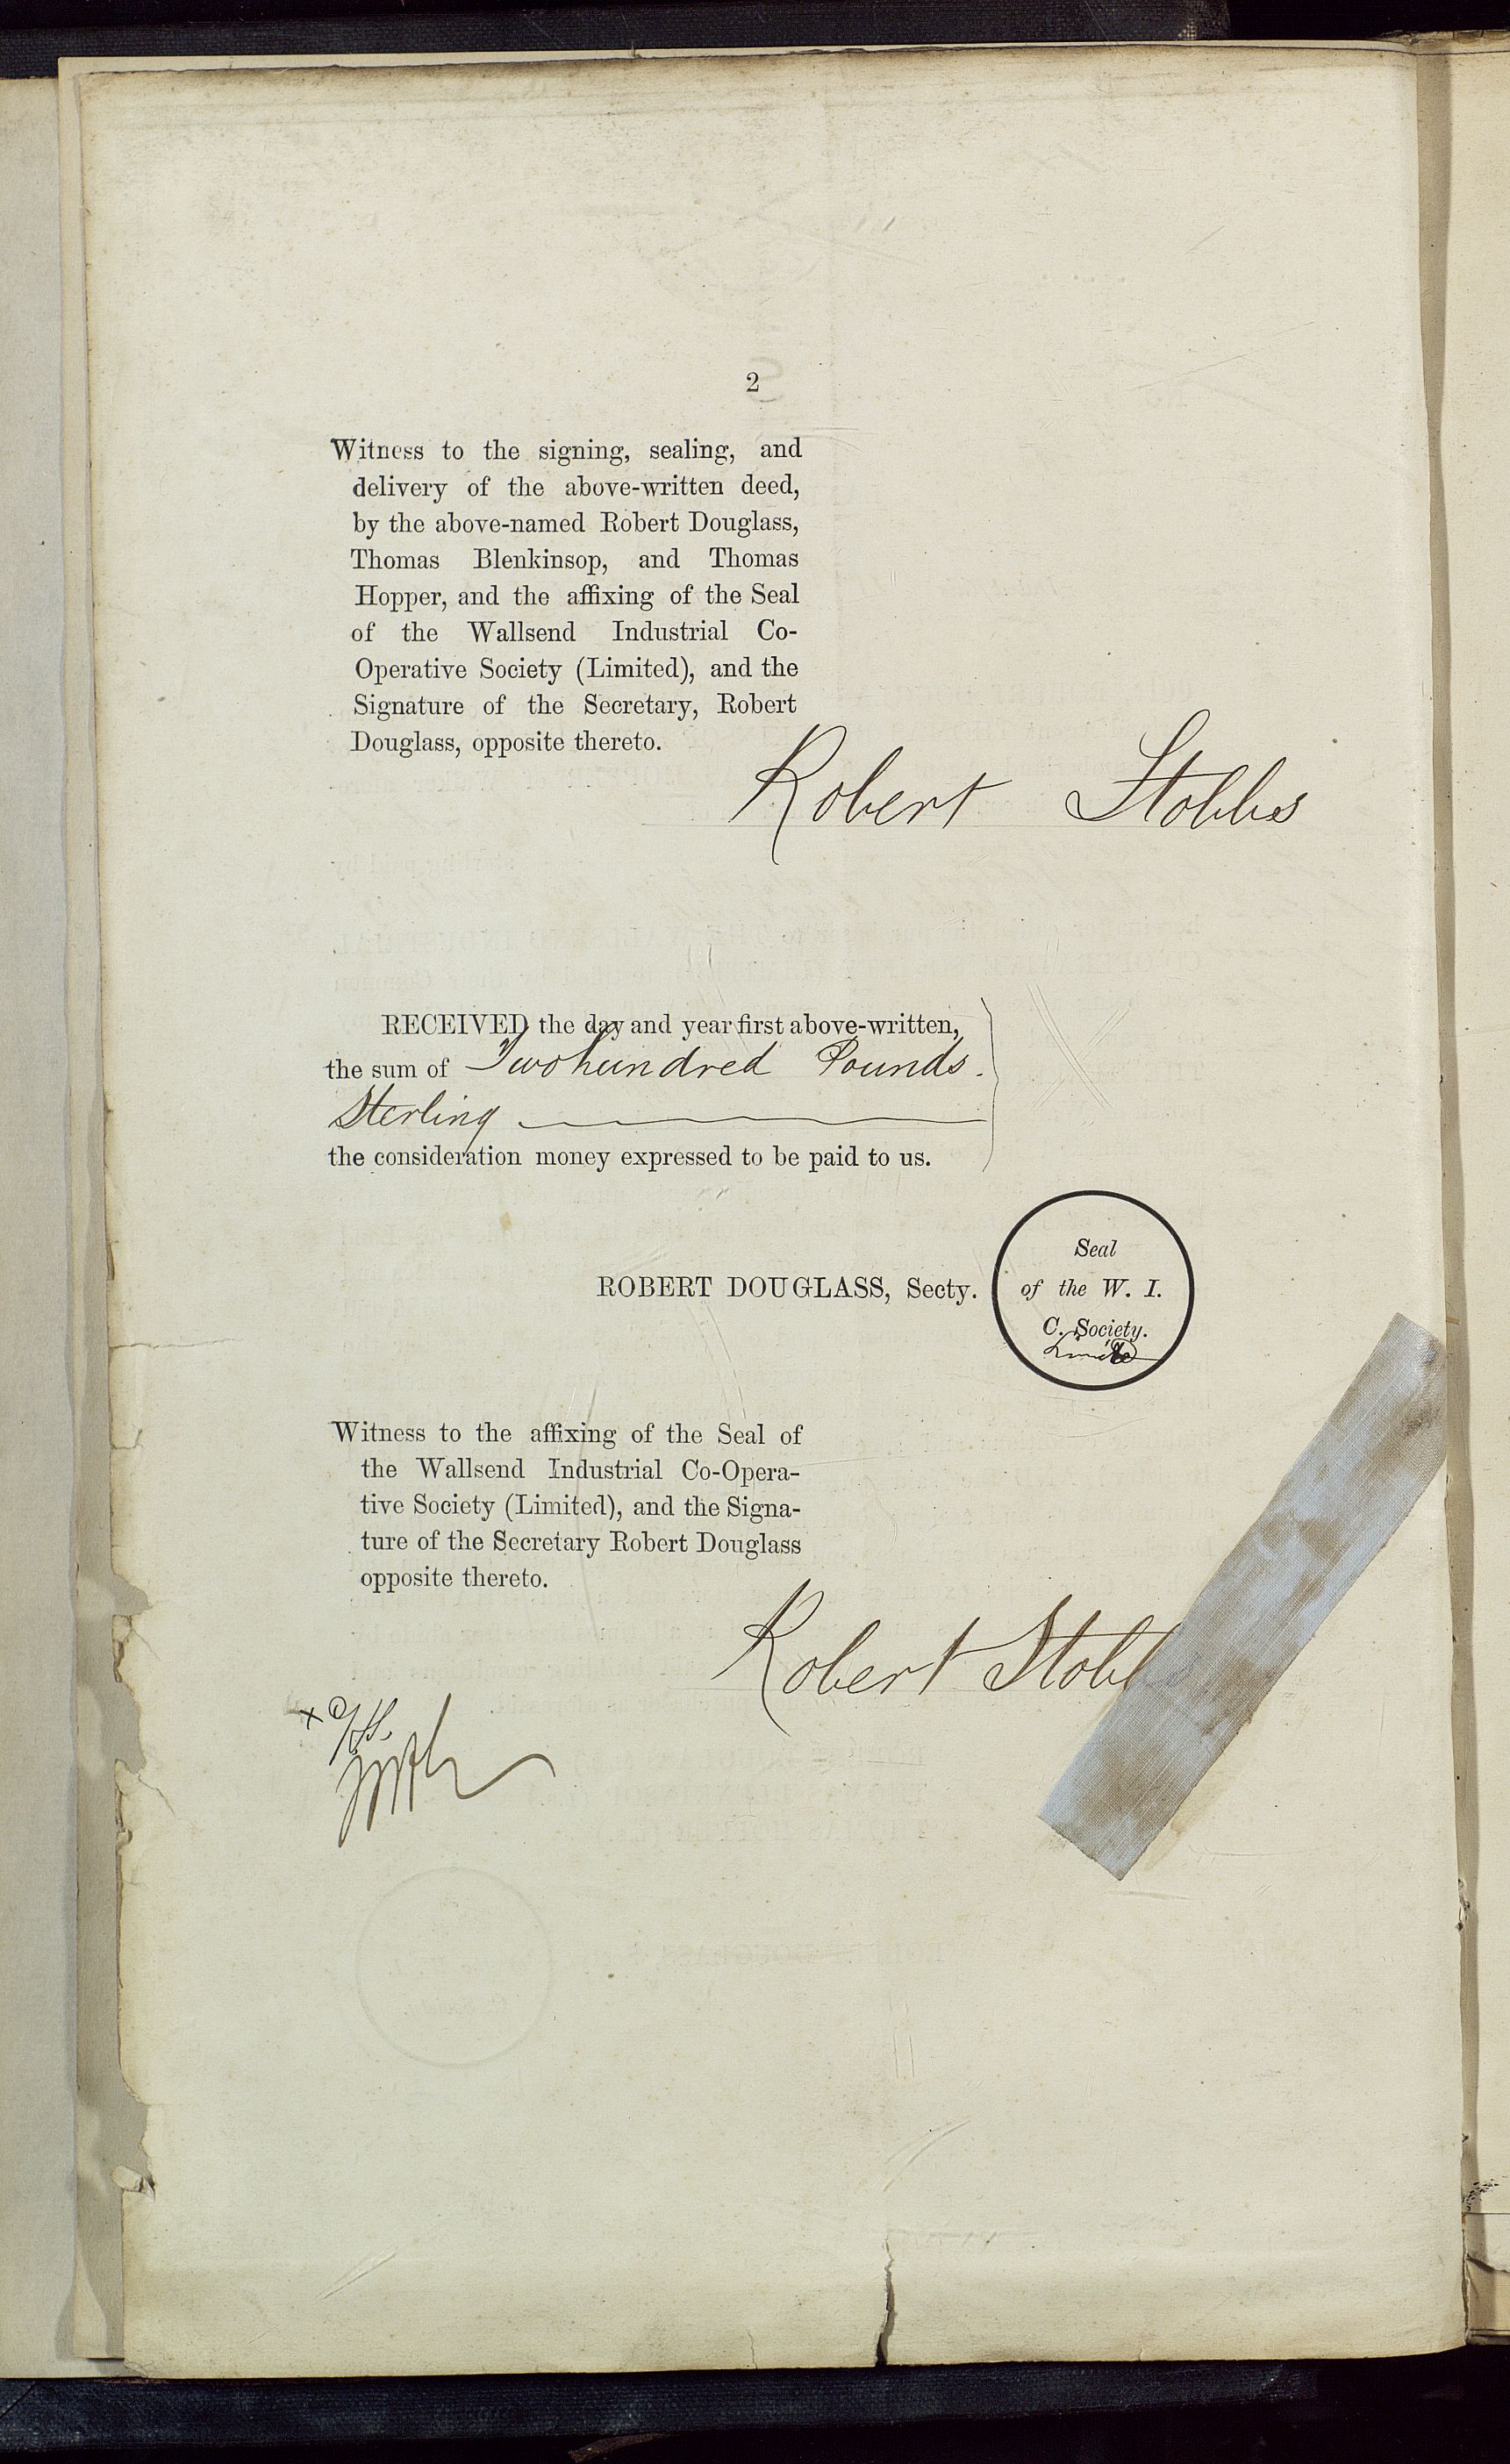 2
Witness to the signing, sealing, and
delivery of the above-written deed,
by the above-named Robert Douglass,
Thomas Blenkinsop, and Thomas
Hopper, and the affixing of the Seal
of the Wallsend Industrial Co-
Operative Society (Limited), and the
Signature of the Secretary, Robert
Douglass, opposite thereto.
Robert Stobbs
RECEIVED the day and year first above-written,
the sum of Two hundred Pounds.
Sterling
the consideration money expressed to be paid to us.
ROBERT DOUGLASS, Secty.
Seal
of the W. I.
C. Society.
Witness to the affixing of the Seal of
the Wallsend Industrial Co-Opera-
tive Society (Limited), and the Signa-
ture of the Secretary Robert Douglass
opposite thereto.
Robert Stobbs